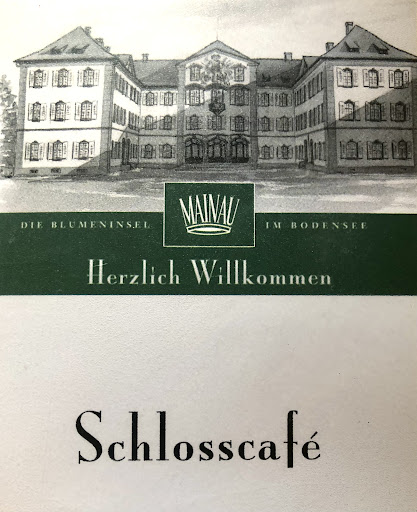 MAINAU
DIE BLUMENINSEL IM BODENSEE
Herzlich Willkommen
Schlosscafé